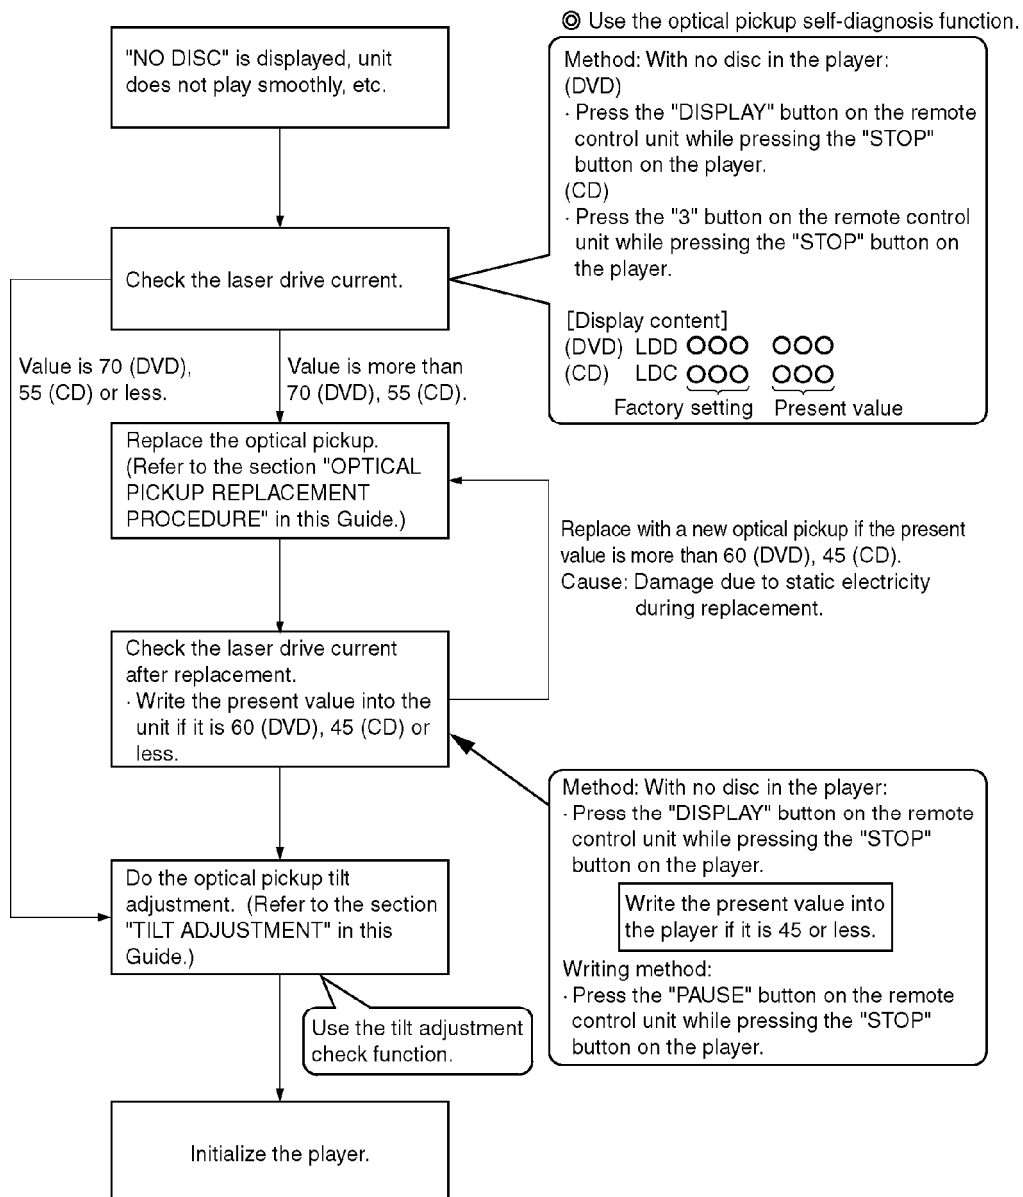 ◎ Use the optical pickup self-diagnosis function.
"NO DISC" is displayed, unit
does not play smoothly, etc.
Method: With no disc in the player:
(DVD)
· Press the "DISPLAY" button on the remote
control unit while pressing the "STOP"
button on the player.
(CD)
· Press the "3" button on the remote control
unit while pressing the "STOP" button on
the player.
[Display content]
(DVD) LDD OOO OOO
(CD) LDC OOO OOO
Factory setting Present value
Check the laser drive current.
Value is 70 (DVD),
55 (CD) or less.
Value is more than
70 (DVD), 55 (CD).
Replace the optical pickup.
(Refer to the section "OPTICAL
PICKUP REPLACEMENT
PROCEDURE" in this Guide.)
Replace with a new optical pickup if the present
value is more than 60 (DVD), 45 (CD).
Cause: Damage due to static electricity
during replacement.
Check the laser drive current
after replacement.
· Write the present value into the
unit if it is 60 (DVD), 45 (CD) or
less.
Method: With no disc in the player:
· Press the "DISPLAY" button on the remote
control unit while pressing the "STOP"
button on the player.
Write the present value into
the player if it is 45 or less.
Writing method:
· Press the "PAUSE" button on the remote
control unit while pressing the "STOP"
button on the player.
Do the optical pickup tilt
adjustment. (Refer to the section
"TILT ADJUSTMENT" in this
Guide.)
Use the tilt adjustment
check function.
Initialize the player.